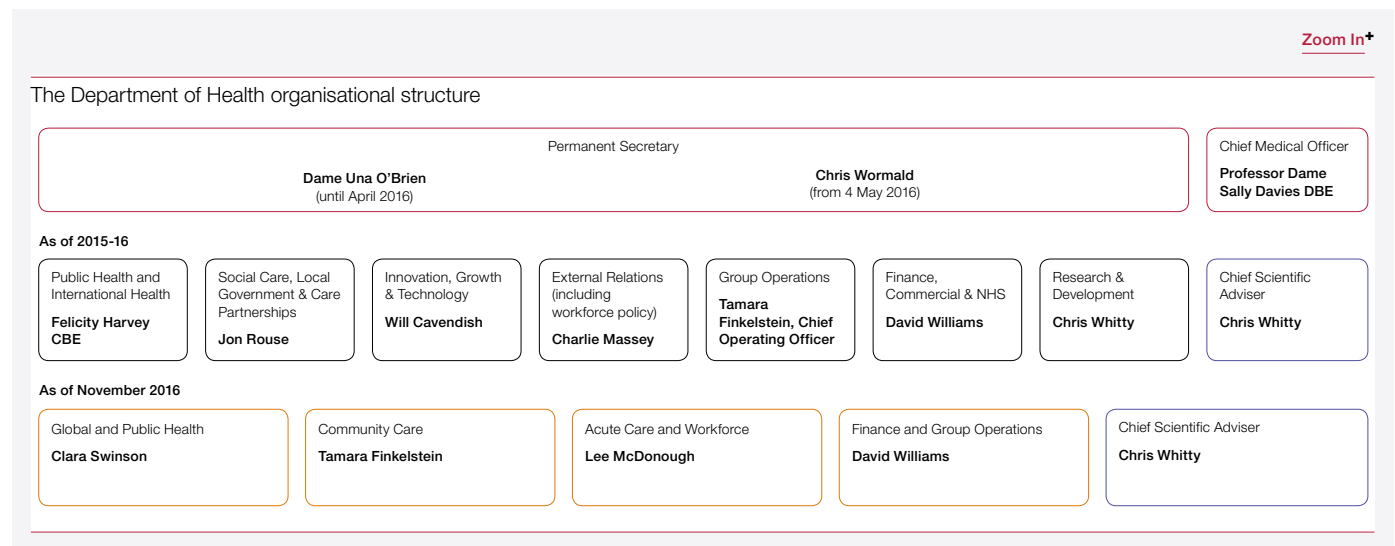 Zoom In+
The Department of Health organisational structure
Permanent Secretary
Dame Una O’Brien
(until April 2016)
Chris Wormald
(from 4 May 2016)
Chief Medical Officer
Professor Dame
Sally Davies DBE
As of 2015-16
Public Health and
International Health
Felicity Harvey
CBE
Social Care, Local
Government & Care
Partnerships
Jon Rouse
Innovation, Growth
& Technology
Will Cavendish
External Relations
(including
workforce policy)
Charlie Massey
Group Operations
Tamara
Finkelstein, Chief
Operating Officer
Finance,
Commercial & NHS
David Williams
Research &
Development
Chris Whitty
Chief Scientific
Adviser
Chris Whitty
As of November 2016
Global and Public Health
Clara Swinson
Community Care
Tamara Finkelstein
Acute Care and Workforce
Lee McDonough
Finance and Group Operations
David Williams
Chief Scientific Adviser
Chris Whitty